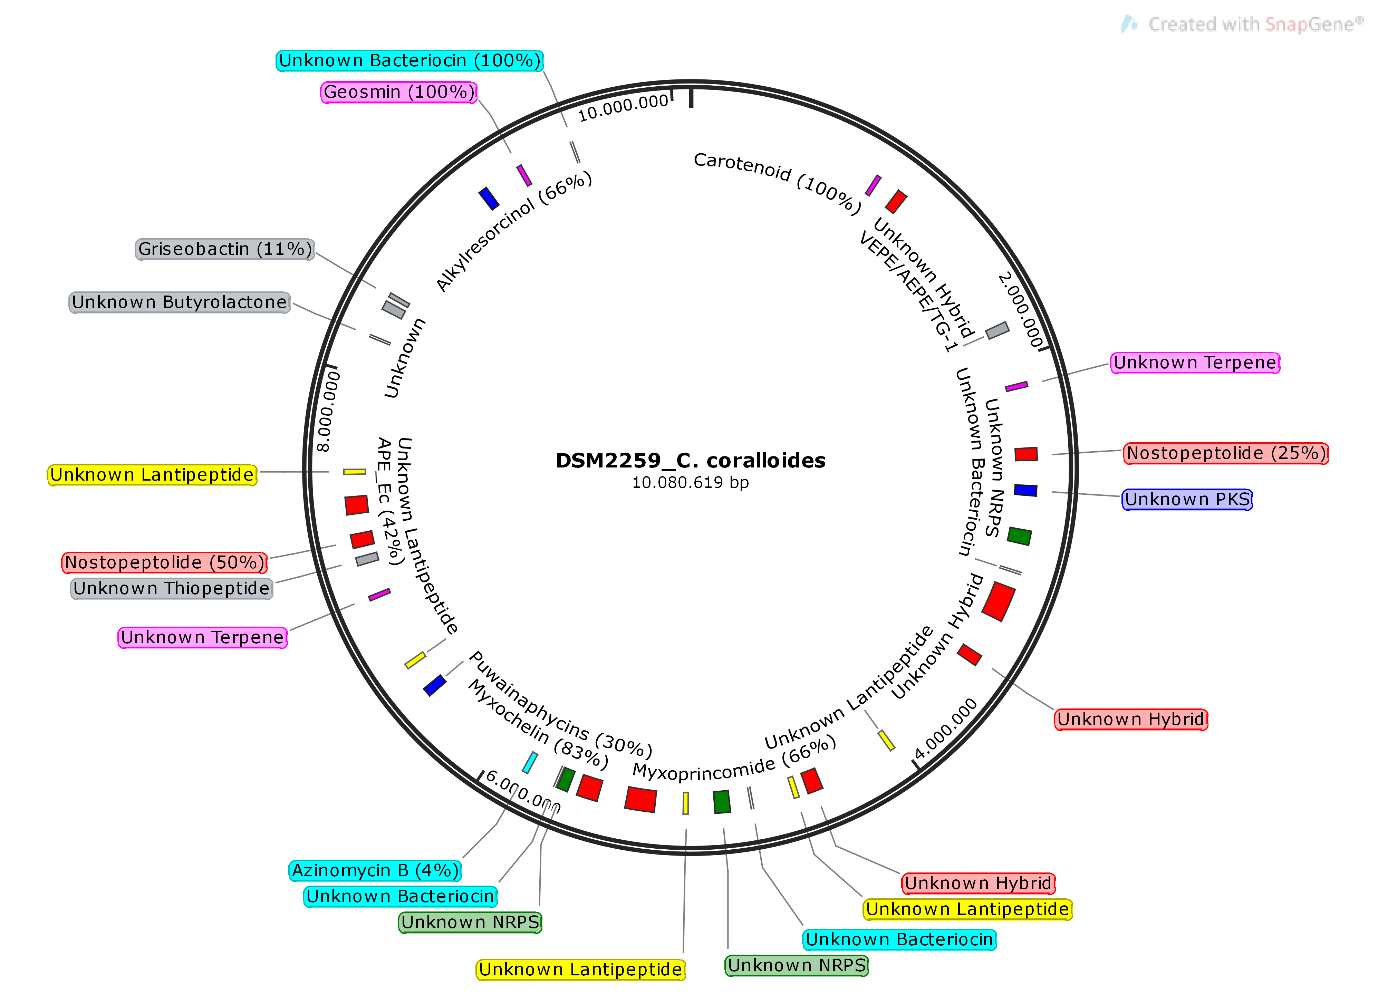 Created with SnapGene®
Unknown Bacteriocin (100%)
Geosmin (100%)
10.000.000
Carotenoid (100%)
Alkylresorcinol (66%)
Unknown Hybrid
VEPE/AEPE/TG-1
2.000.000
Griseobactin (11%)
Unknown Butyrolactone
Unknown
Unknown Terpene
8.000.000
Unknown Bacteriocin
Unknown NRPS
Nostopeptolide (25%)
DSM2259_C. coralloides
10.080.619 bp
Unknown Lantipeptide
APE_Ec (42%)
Unknown Lantipeptide
Unknown PKS
Nostopeptolide (50%)
Unknown Thiopeptide
Unknown Terpene
Unknown Hybrid
Unknown Lantipeptide
Unknown Hybrid
4.000.000
Puwainaphycins (30%)
Myxochelin (83%)
Myxoprincomide (66%)
6.000.000
Azinomycin B (4%)
Unknown Bacteriocin
Unknown NRPS
Unknown Hybrid
Unknown Lantipeptide
Unknown Bacteriocin
Unknown NRPS
Unknown Lantipeptide